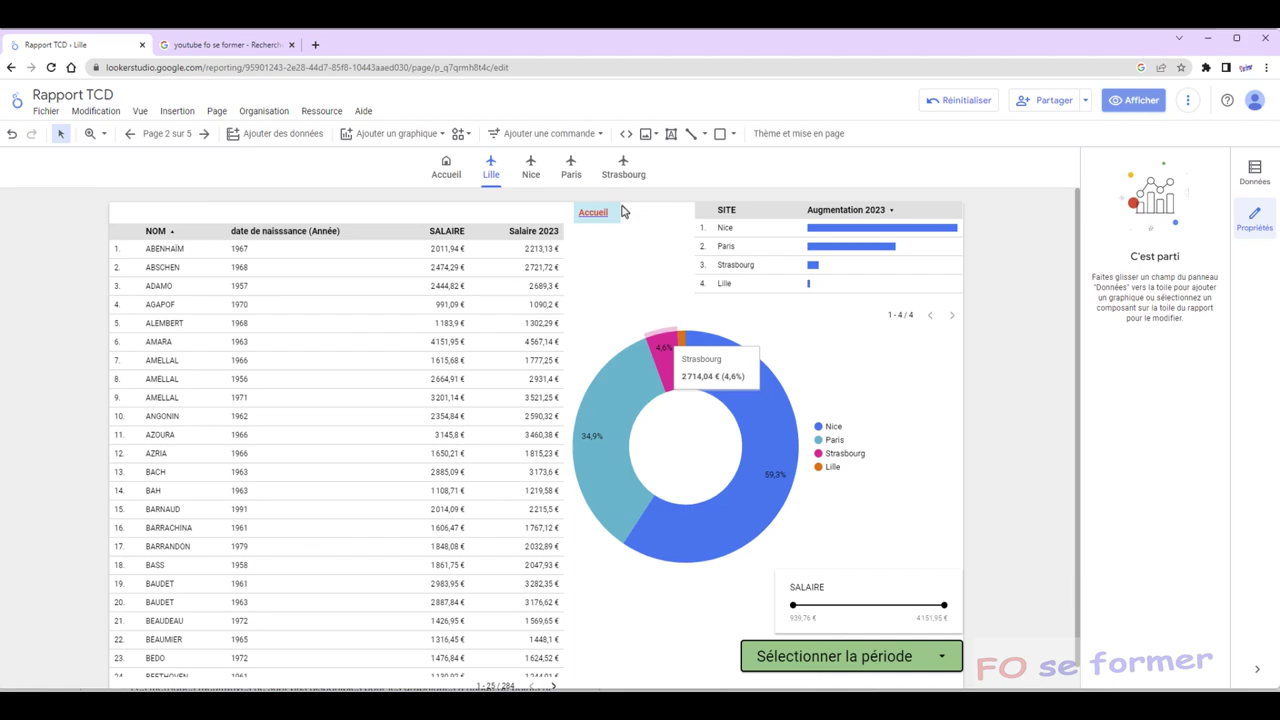 Rapport TCD › Lille
youtube fo se former - Recherch
lookerstudio.google.com/reporting/95901243-2e28-44d7-85f8-10443aaed030/page/p_q7qrmh8t4c/edit
Rapport TCD
Fichier Modification Vue Insertion Page Organisation Ressource Aide
Réinitialiser Partager Afficher
Page 2 sur 5 Ajouter des données Ajouter un graphique Ajouter une commande Thème et mise en page
Accueil Lille Nice Paris Strasbourg
Données
Propriétés
C'est parti
Faites glisser un champ du panneau
"Données" vers la toile pour ajouter
un graphique ou sélectionnez un
composant sur la toile du rapport
pour le modifier.
Accueil
NOM date de naisssance (Année) SALAIRE Salaire 2023
1. ABENHAÏM 1967 2 011,94 € 2 213,13 €
2. ABSCHEN 1968 2 474,29 € 2 721,72 €
3. ADAMO 1957 2 444,82 € 2 689,3 €
4. AGAPOF 1970 991,09 € 1 090,2 €
5. ALEMBERT 1968 1 183,9 € 1 302,29 €
6. AMARA 1963 4 151,95 € 4 567,14 €
7. AMELLAL 1966 1 615,68 € 1 777,25 €
8. AMELLAL 1956 2 664,91 € 2 931,4 €
9. AMELLAL 1971 3 201,14 € 3 521,25 €
10. ANGONIN 1962 2 354,84 € 2 590,32 €
11. AZOURA 1966 3 145,8 € 3 460,38 €
12. AZRIA 1966 1 650,21 € 1 815,23 €
13. BACH 1963 2 885,09 € 3 173,6 €
14. BAH 1963 1 108,71 € 1 219,58 €
15. BARNAUD 1991 2 014,09 € 2 215,5 €
16. BARRACHINA 1961 1 606,47 € 1 767,12 €
17. BARRANDON 1979 1 848,08 € 2 032,89 €
18. BASS 1958 1 861,75 € 2 047,93 €
19. BAUDET 1961 2 983,95 € 3 282,35 €
20. BAUDET 1963 2 887,84 € 3 176,62 €
21. BEAUDEAU 1972 1 426,95 € 1 569,65 €
22. BEAUMIER 1965 1 316,45 € 1 448,1 €
23. BEDO 1972 1 476,84 € 1 624,52 €
24. BEETHOVEN 1961
1 - 25 / 284
SITE Augmentation 2023
1. Nice
2. Paris
3. Strasbourg
4. Lille
1 - 4 / 4
4,6%
34,9%
59,3%
Strasbourg
2 714,04 € (4,6%)
Nice
Paris
Strasbourg
Lille
SALAIRE
939,76 € 4 151,95 €
Sélectionner la période
FO se former